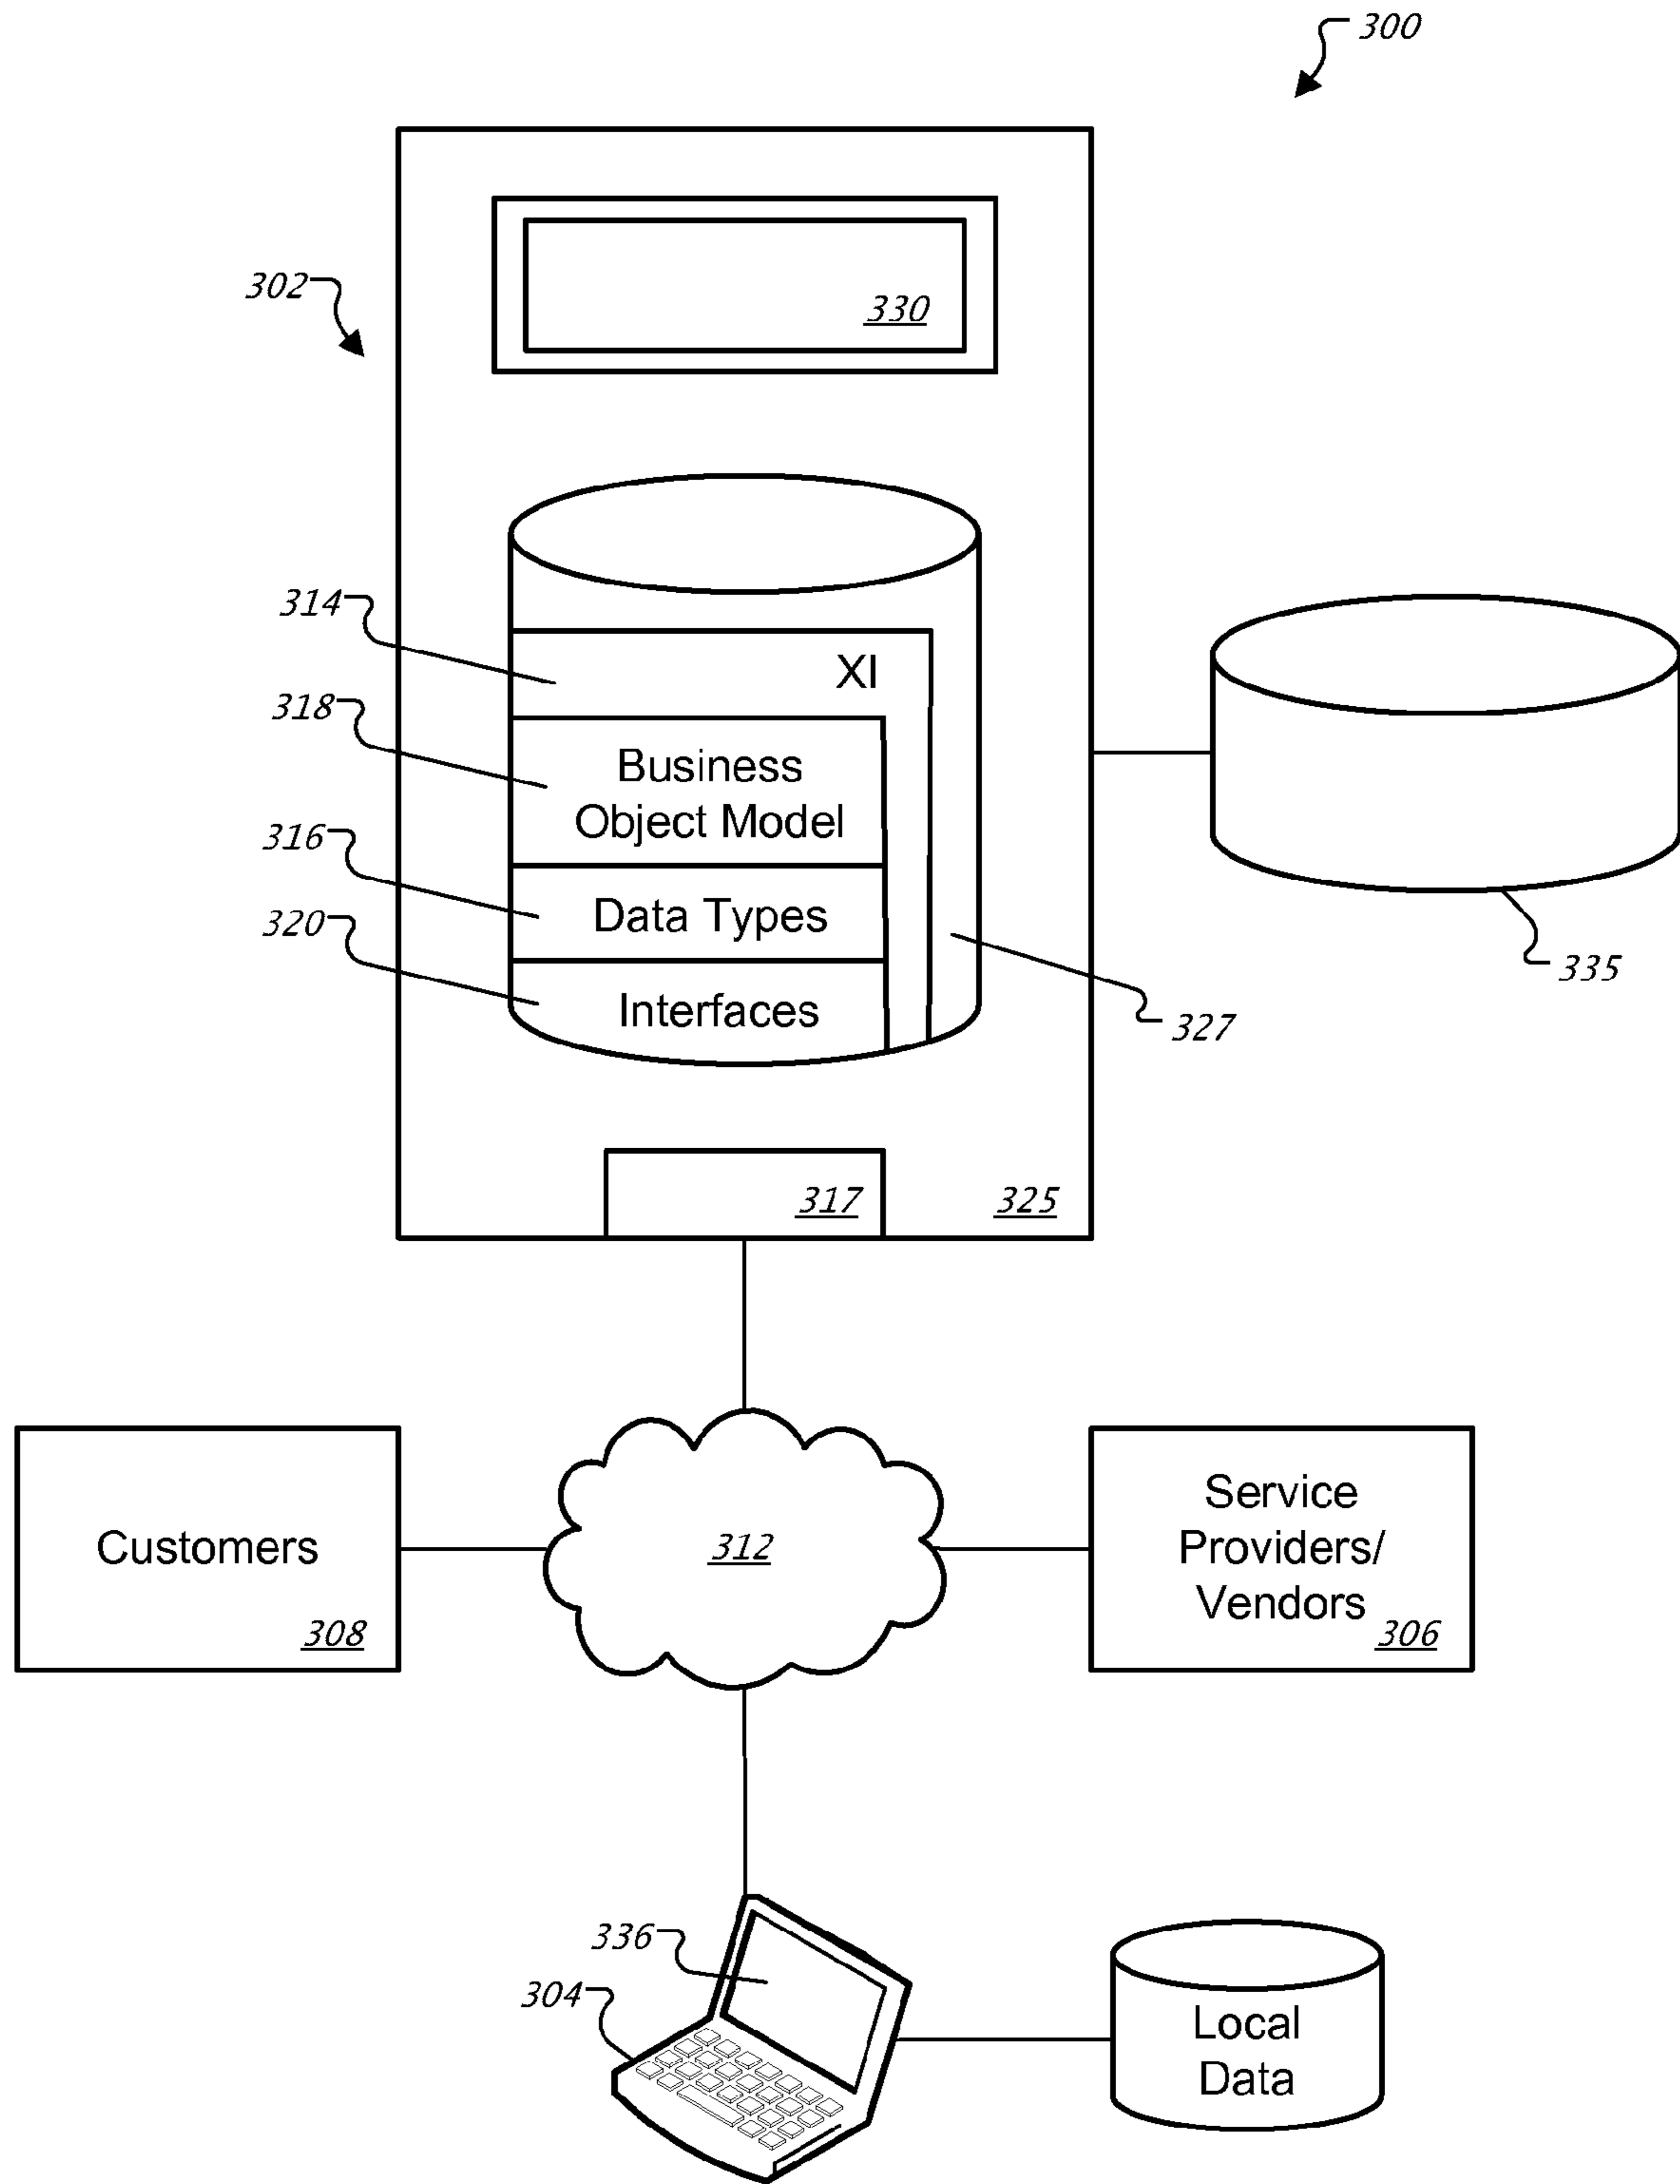 300
302
330
314
XI
318
Business
Object Model
316
Data Types
320
Interfaces
327
335
317
325
Customers
308
312
Service
Providers/
Vendors
306
336
304
Local
Data